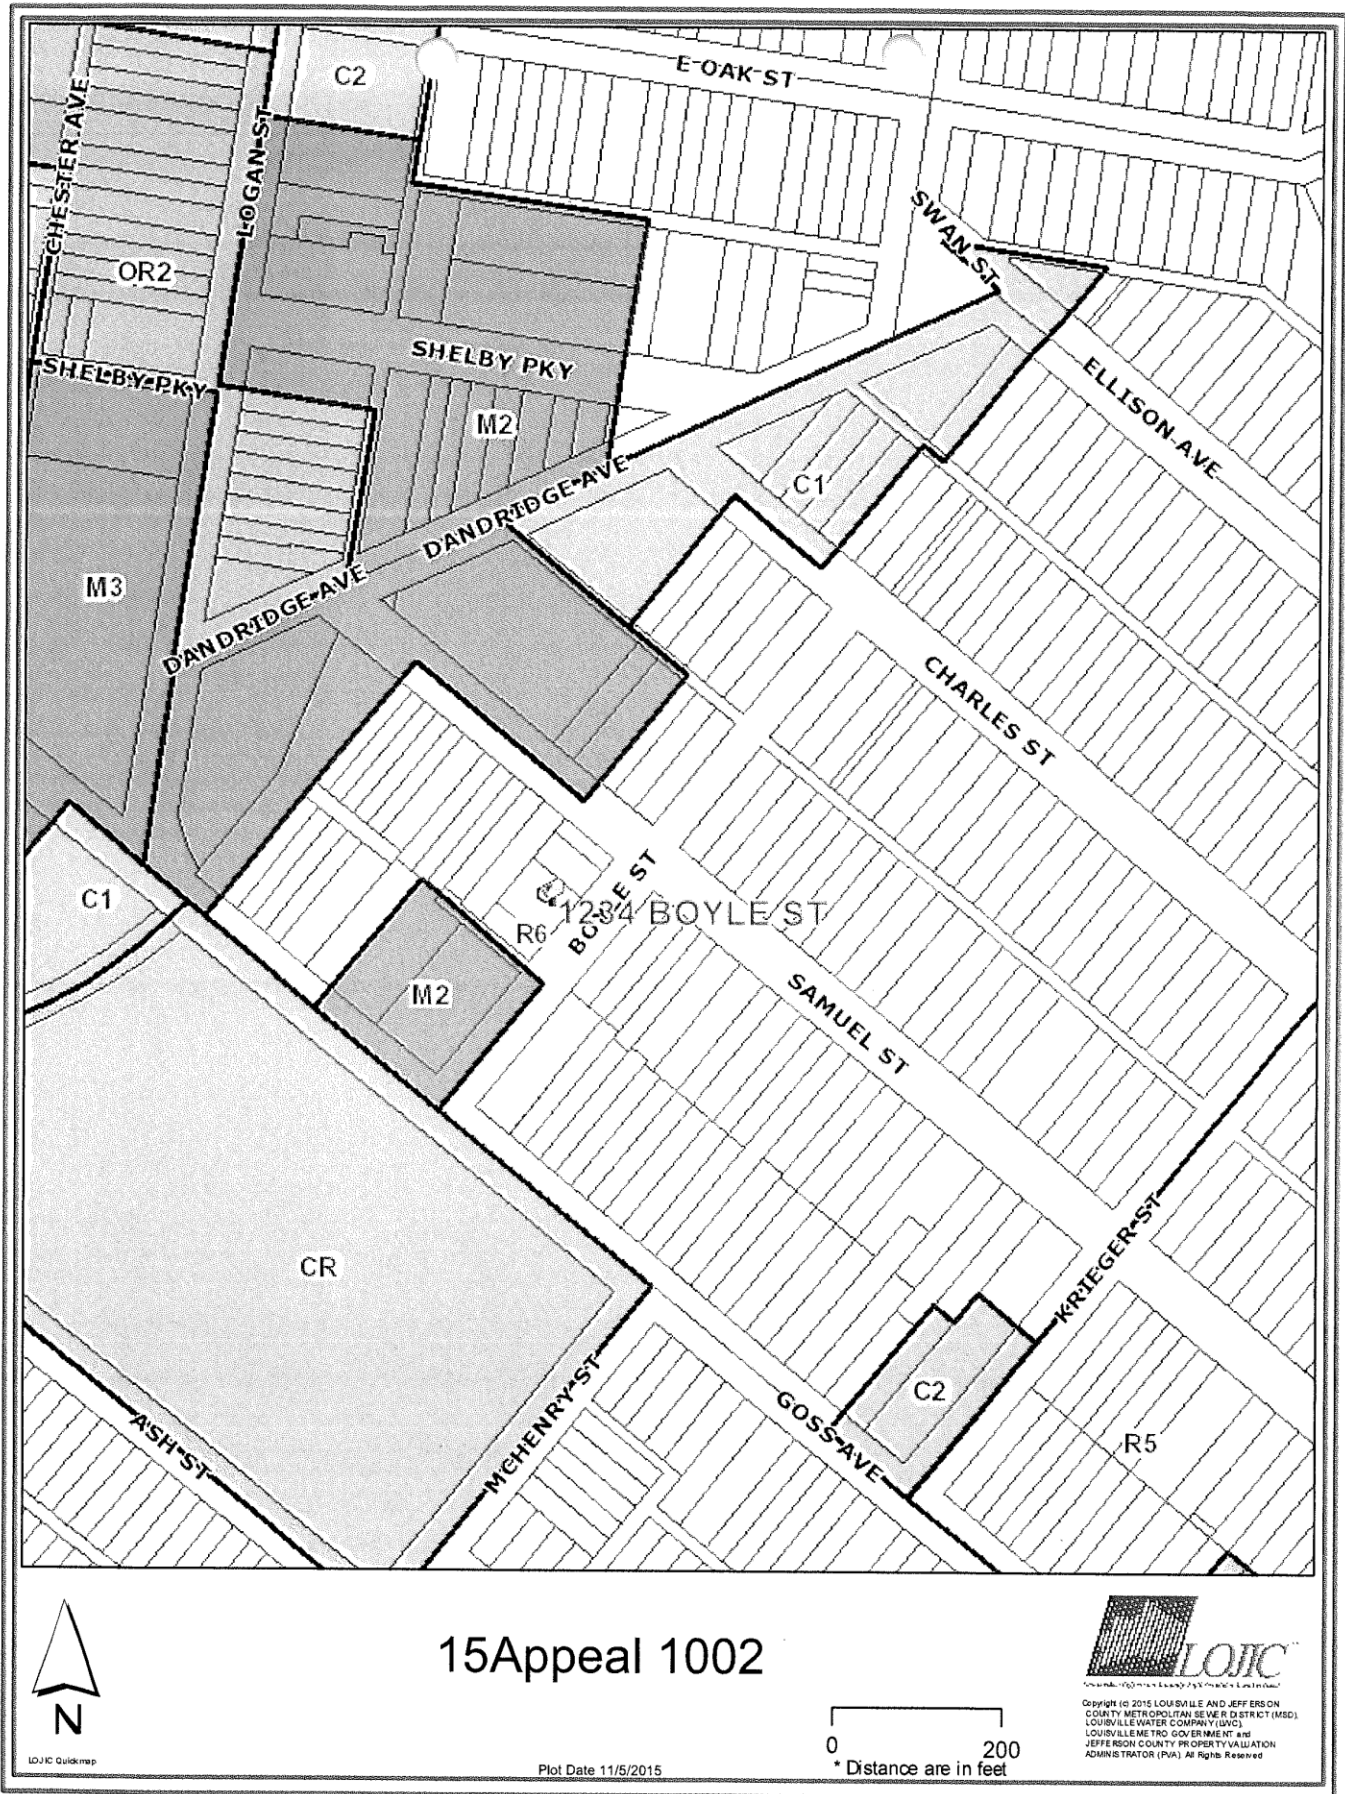 C2
E OAK ST
CHESTER AVE
LOGAN ST
SWAN ST
OR2
SHELBY PKY
SHELBY PKY
ELLISON AVE
M2
C1
DANDRIDGE AVE
M3
DANDRIDGE AVE
CHARLES ST
C1
BOYLE ST
1234 BOYLE ST
R6
M2
SAMUEL ST
CR
KRIEGER ST
C2
GOSS AVE
MCHENRY ST
ASH ST
R5
15Appeal 1002
LOJIC
N
LOJIC Quickmap
Plot Date 11/5/2015
0 200
* Distance are in feet
Copyright (c) 2015 LOUISVILLE AND JEFFERSON
COUNTY METROPOLITAN SEWER DISTRICT (MSD),
LOUISVILLE WATER COMPANY (LWC),
LOUISVILLE METRO GOVERNMENT and
JEFFERSON COUNTY PROPERTY VALUATION
ADMINISTRATOR (PVA). All Rights Reserved